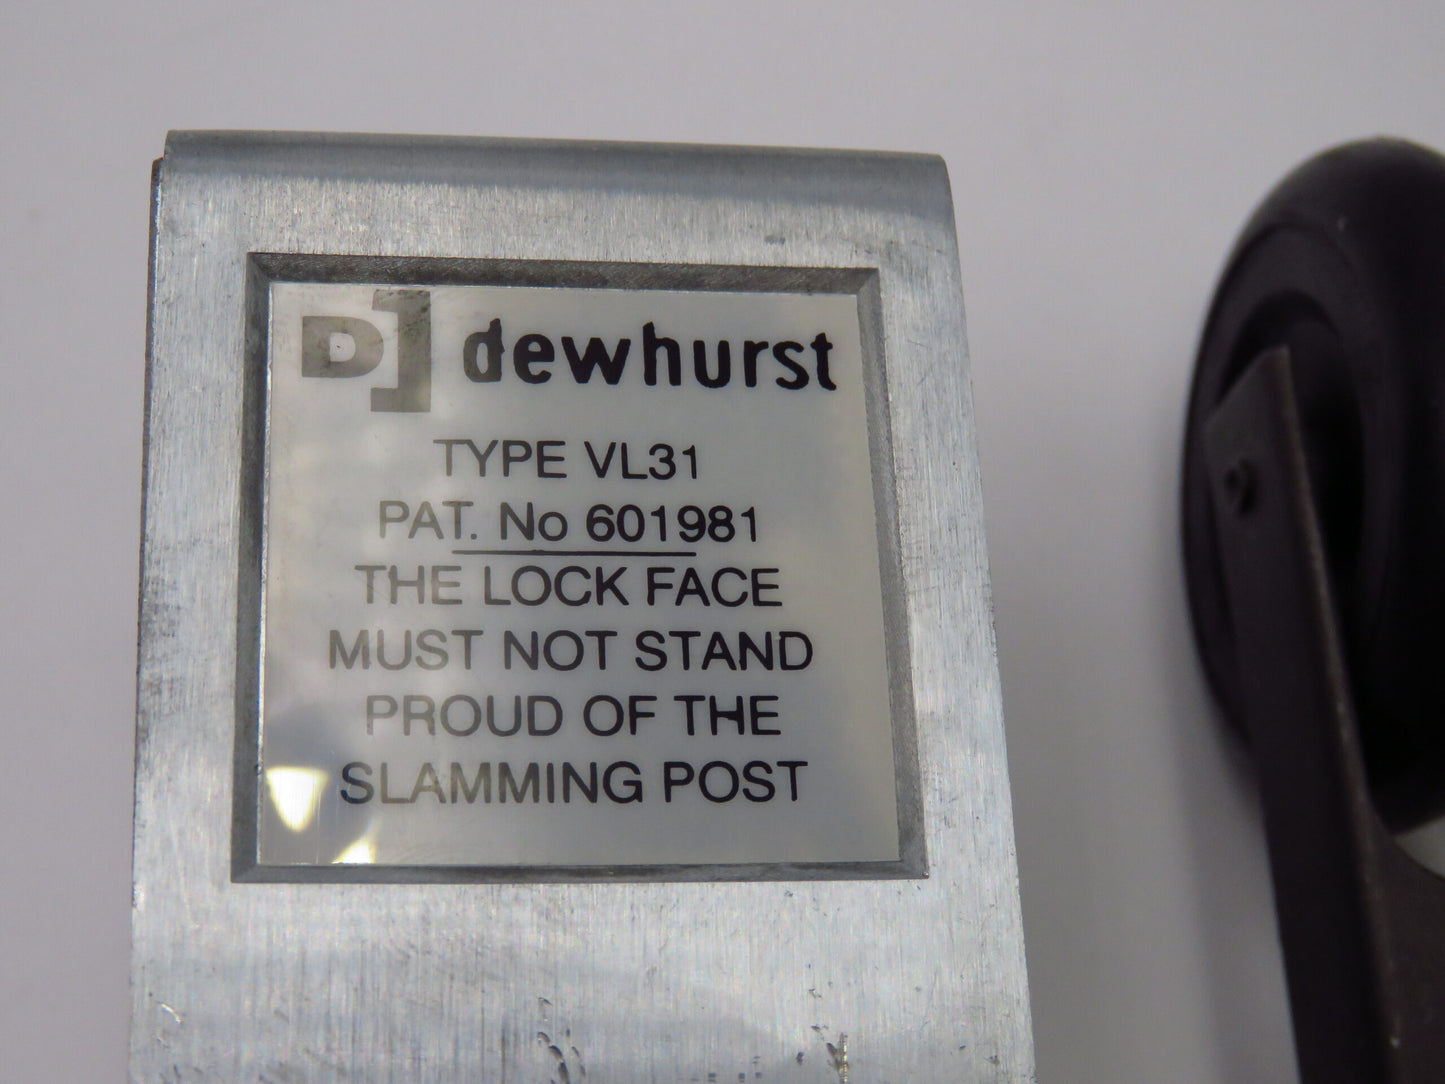 D] dewhurst
TYPE VL31
PAT. No 601981
THE LOCK FACE
MUST NOT STAND
PROUD OF THE
SLAMMING POST